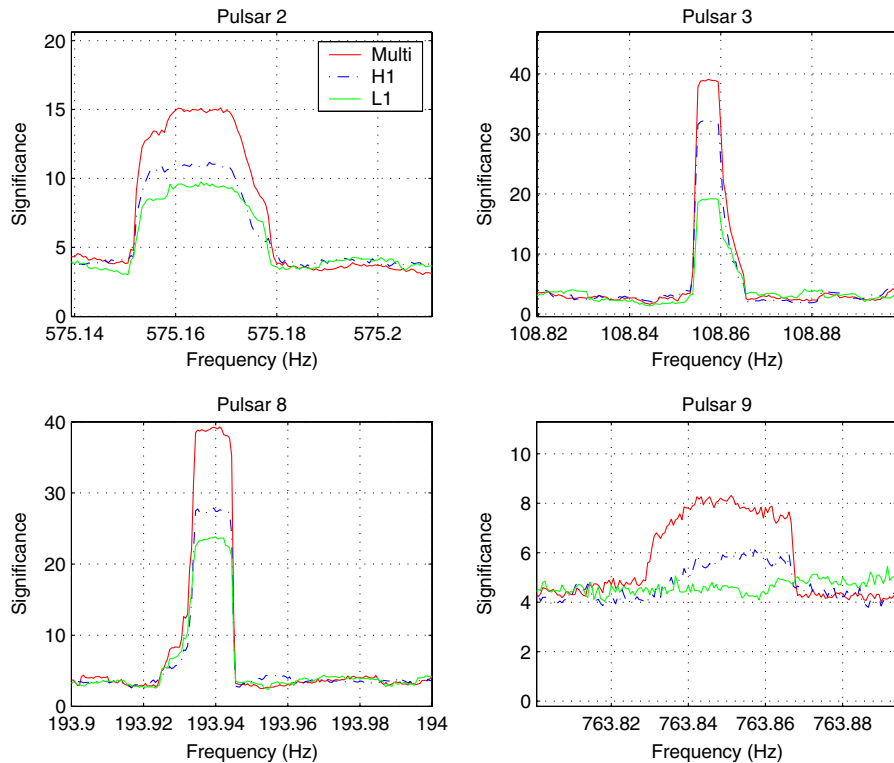 Pulsar 2
20
15
10
5
0
Significance
575.14 575.16 575.18 575.2
Frequency (Hz)
Multi
H1
L1
Pulsar 3
40
30
20
10
0
Significance
108.82 108.84 108.86 108.88
Frequency (Hz)
Pulsar 8
40
30
20
10
0
Significance
193.9 193.92 193.94 193.96 193.98 194
Frequency (Hz)
Pulsar 9
10
8
6
4
2
0
Significance
763.82 763.84 763.86 763.88
Frequency (Hz)